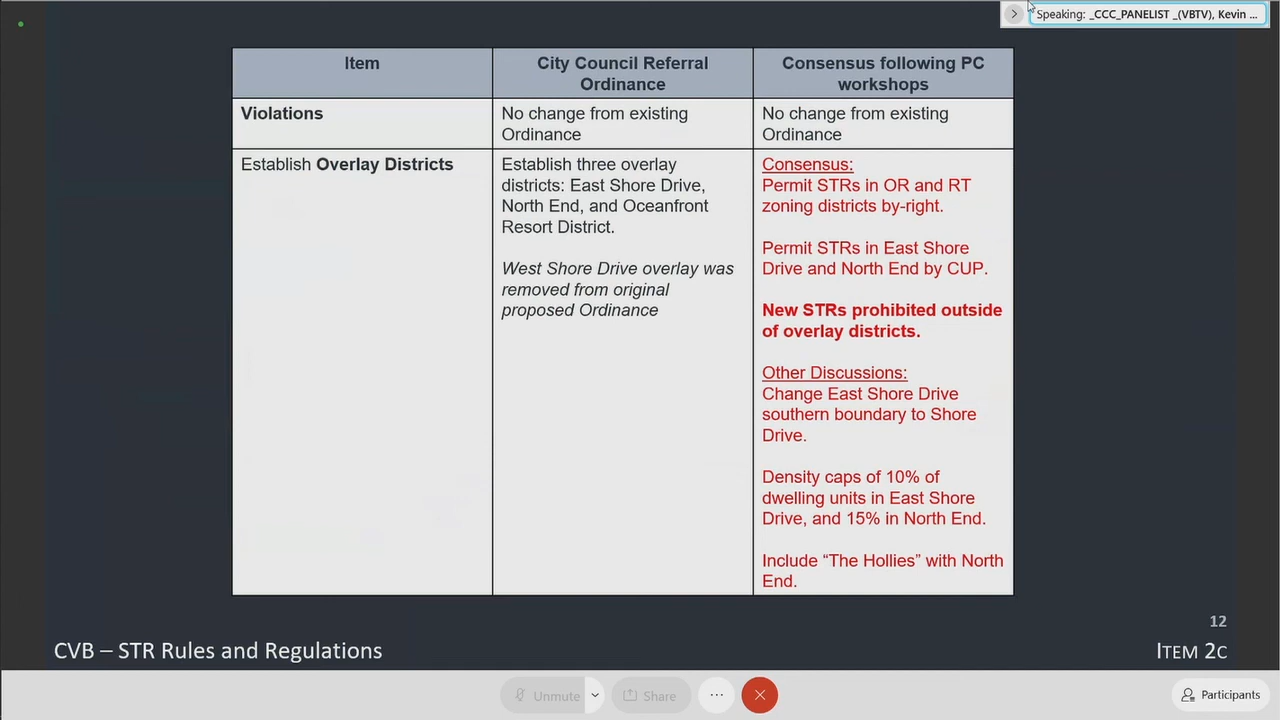 Speaking: _CCC_PANELIST _(VBTV), Kevin ...
Item
City Council Referral
Ordinance
Consensus following PC
workshops
Violations
No change from existing
Ordinance
No change from existing
Ordinance
Establish Overlay Districts
Establish three overlay
districts: East Shore Drive,
North End, and Oceanfront
Resort District.
West Shore Drive overlay was
removed from original
proposed Ordinance
Consensus:
Permit STRs in OR and RT
zoning districts by-right.
Permit STRs in East Shore
Drive and North End by CUP.
New STRs prohibited outside
of overlay districts.
Other Discussions:
Change East Shore Drive
southern boundary to Shore
Drive.
Density caps of 10% of
dwelling units in East Shore
Drive, and 15% in North End.
Include “The Hollies” with North
End.
12
CVB – STR Rules and Regulations
ITEM 2C
Unmute
Share
...
Participants